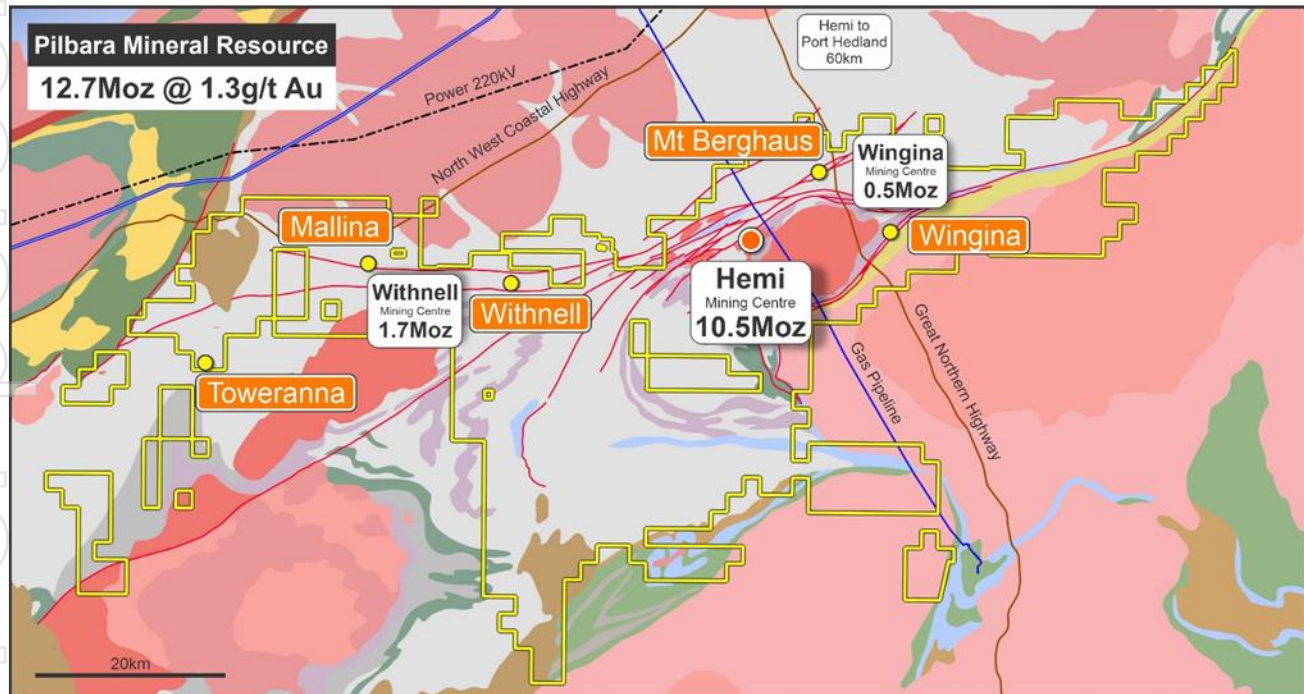 Pilbara Mineral Resource
12.7Moz @ 1.3g/t Au
Power 220kV
North West Coastal Highway
Hemi to
Port Hedland
60km
Mt Berghaus
Wingina
Mining Centre
0.5Moz
Mallina
Wingina
Withnell
Mining Centre
1.7Moz
Withnell
Hemi
Mining Centre
10.5Moz
Toweranna
Gas Pipeline
Great Northern Highway
20km